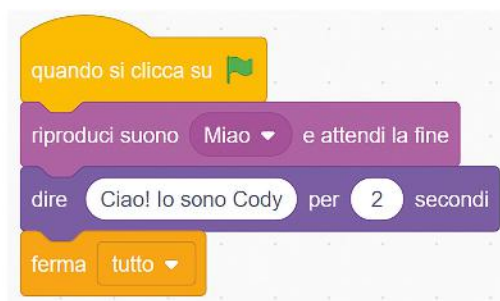 quando si clicca su
riproduci suono Miao e attendi la fine
dire Ciao! Io sono Cody per 2 secondi
ferma tutto